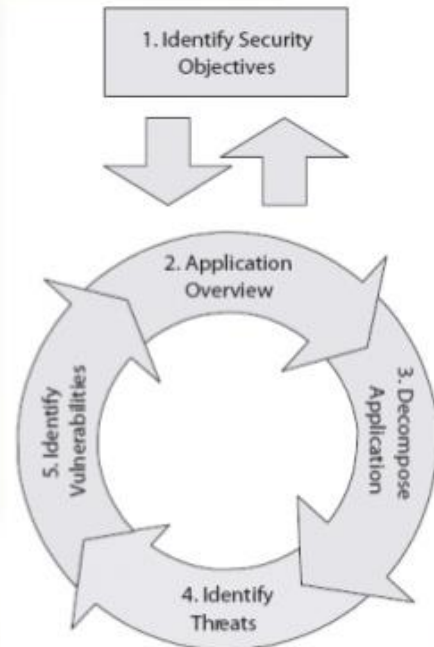 1. Identify Security
Objectives
2. Application
Overview
3. Decompose
Application
4. Identify
Threats
5. Identify
Vulnerabilities